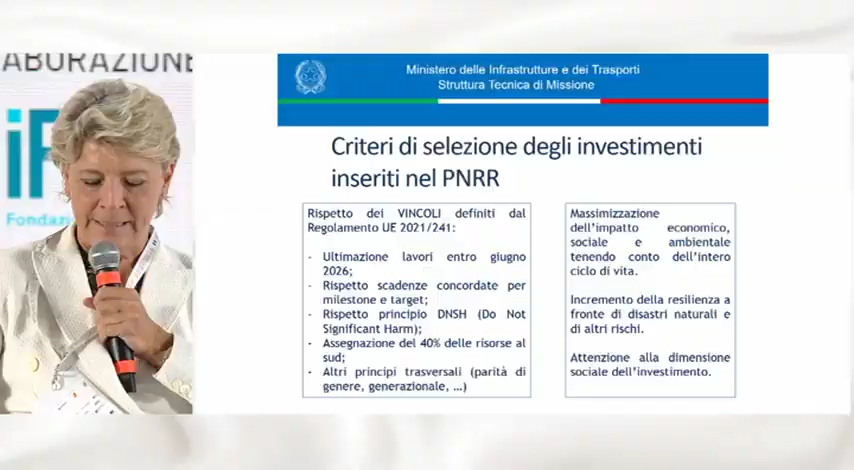 ABORAZIONE
iF
Fondazi
Ministero delle Infrastrutture e dei Trasporti
Struttura Tecnica di Missione
Criteri di selezione degli investimenti
inseriti nel PNRR
Rispetto dei VINCOLI definiti dal
Regolamento UE 2021/241:
- Ultimazione lavori entro giugno
2026;
- Rispetto scadenze concordate per
milestone e target;
- Rispetto principio DNSH (Do Not
Significant Harm);
- Assegnazione del 40% delle risorse al
sud;
- Altri principi trasversali (parità di
genere, generazionale, …)
Massimizzazione
dell’impatto economico,
sociale e ambientale
tenendo conto dell’intero
ciclo di vita.
Incremento della resilienza a
fronte di disastri naturali e
di altri rischi.
Attenzione alla dimensione
sociale dell’investimento.